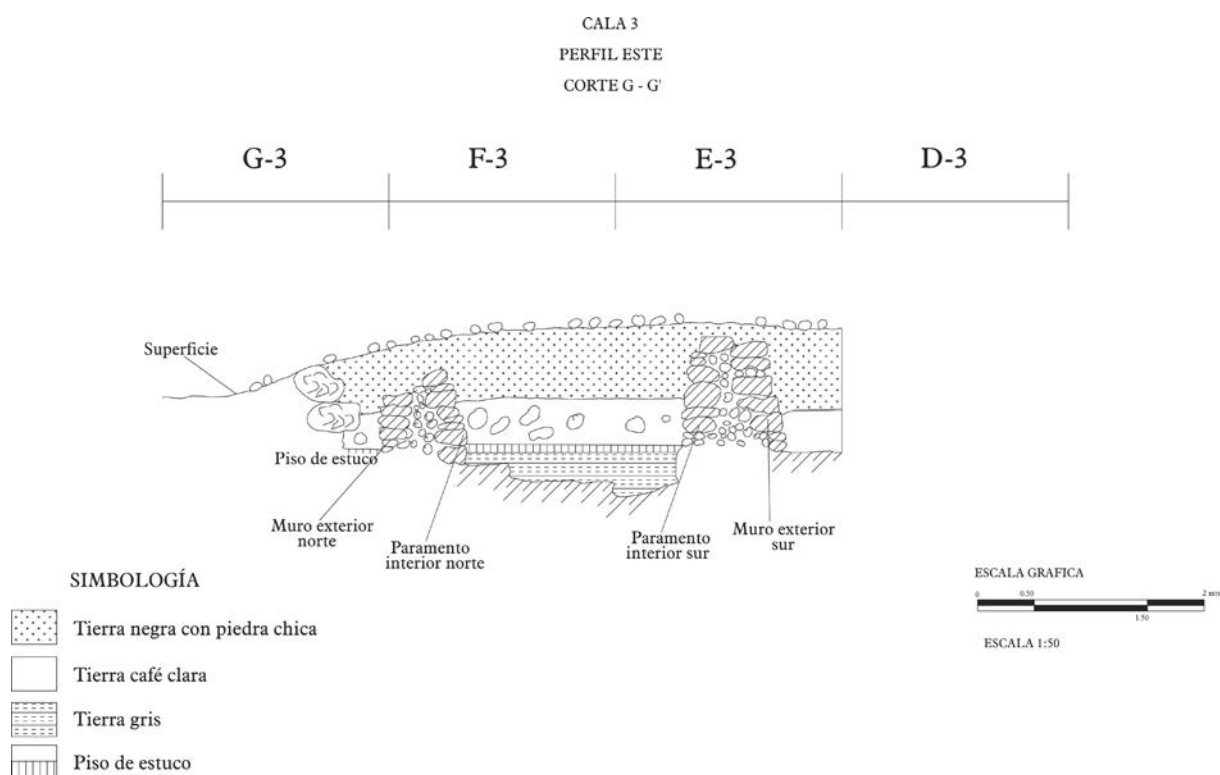 CALA 3
PERFIL ESTE
CORTE G - G'
G-3
F-3
E-3
D-3
Superficie
Piso de estuco
Muro exterior
norte
Paramento
interior norte
Paramento
interior sur
Muro exterior
sur
SIMBOLOGÍA
Tierra negra con piedra chica
Tierra café clara
Tierra gris
Piso de estuco
ESCALA GRAFICA
0
0.50
2 mts
1.50
ESCALA 1:50